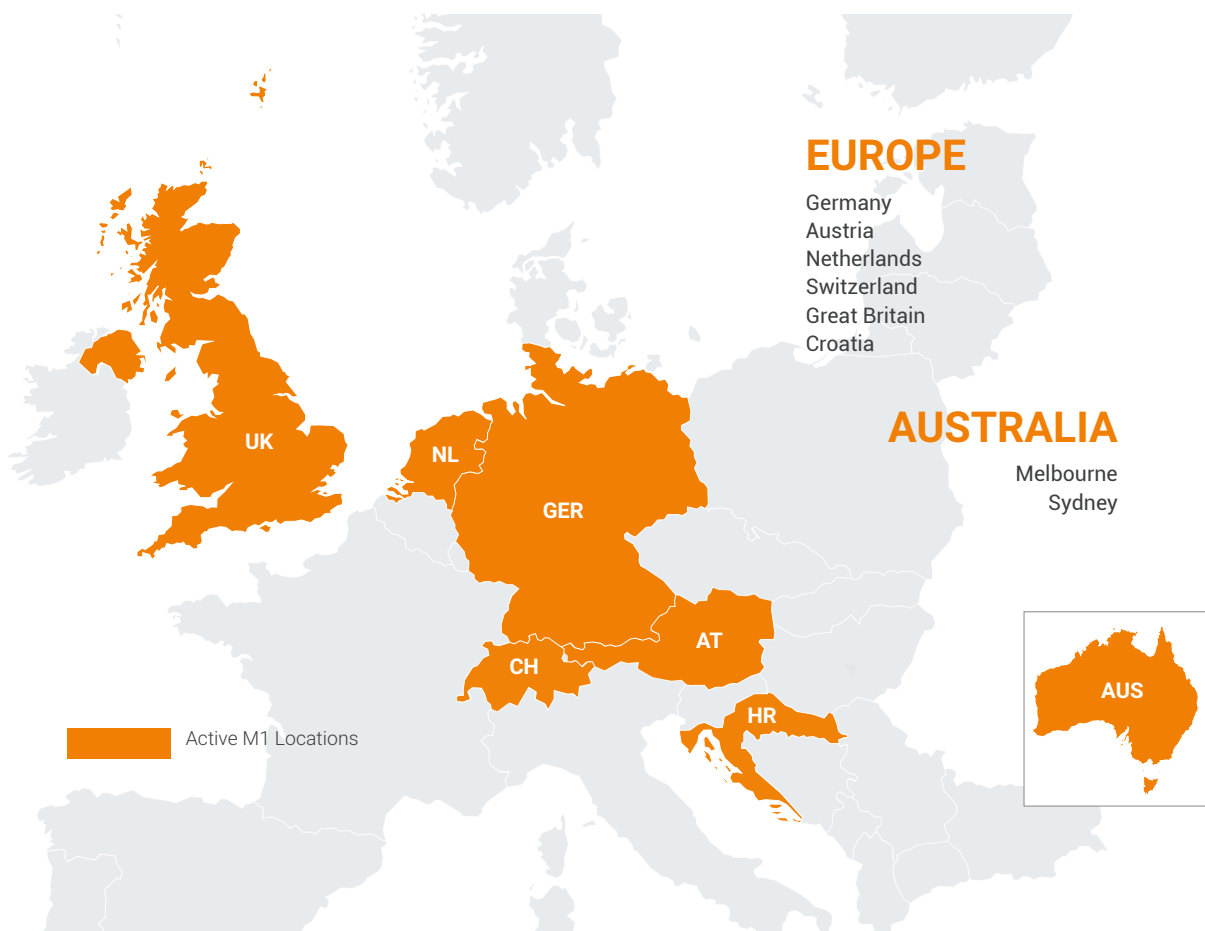 EUROPE
Germany
Austria
Netherlands
Switzerland
Great Britain
Croatia
AUSTRALIA
Melbourne
Sydney
UK
NL
GER
AT
CH
HR
AUS
Active M1 Locations